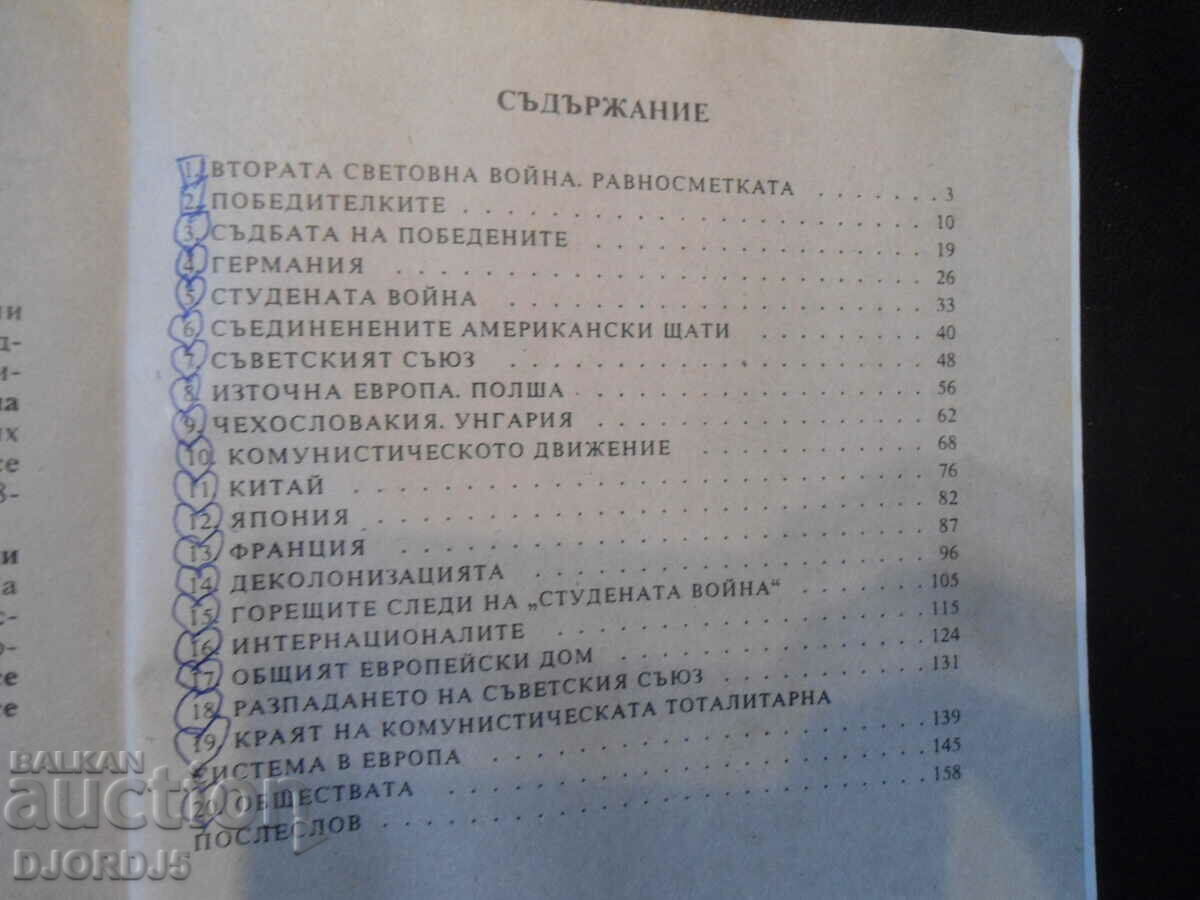 СЪДЪРЖАНИЕ
1. ВТОРАТА СВЕТОВНА ВОЙНА. РАВНОСМЕТКАТА . . . . . . . 3
2. ПОБЕДИТЕЛКИТЕ . . . . . . . 10
3. СЪДБАТА НА ПОБЕДЕНИТЕ . . . . . . . 19
4. ГЕРМАНИЯ . . . . . . . 26
5. СТУДЕНАТА ВОЙНА . . . . . . . 33
6. СЪЕДИНЕНЕНИТЕ АМЕРИКАНСКИ ЩАТИ . . . . . . . 40
7. СЪВЕТСКИЯТ СЪЮЗ . . . . . . . 48
8. ИЗТОЧНА ЕВРОПА. ПОЛША . . . . . . . 56
9. ЧЕХОСЛОВАКИЯ. УНГАРИЯ . . . . . . . 62
10. КОМУНИСТИЧЕСКОТО ДВИЖЕНИЕ . . . . . . . 68
11. КИТАЙ . . . . . . . 76
12. ЯПОНИЯ . . . . . . . 82
13. ФРАНЦИЯ . . . . . . . 87
14. ДЕКОЛОНИЗАЦИЯТА . . . . . . . 96
15. ГОРЕЩИТЕ СЛЕДИ НА „СТУДЕНАТА ВОЙНА“ . . . . . . . 105
16. ИНТЕРНАЦИОНАЛИТЕ . . . . . . . 115
17. ОБЩИЯТ ЕВРОПЕЙСКИ ДОМ . . . . . . . 124
18. РАЗПАДАНЕТО НА СЪВЕТСКИЯ СЪЮЗ . . . . . . . 131
19. КРАЯТ НА КОМУНИСТИЧЕСКАТА ТОТАЛИТАРНА
СИСТЕМА В ЕВРОПА . . . . . . . 139
20. ОБЩЕСТВАТА . . . . . . . 145
ПОСЛЕСЛОВ . . . . . . . 158
BALKAN
auction
DJORDJ5